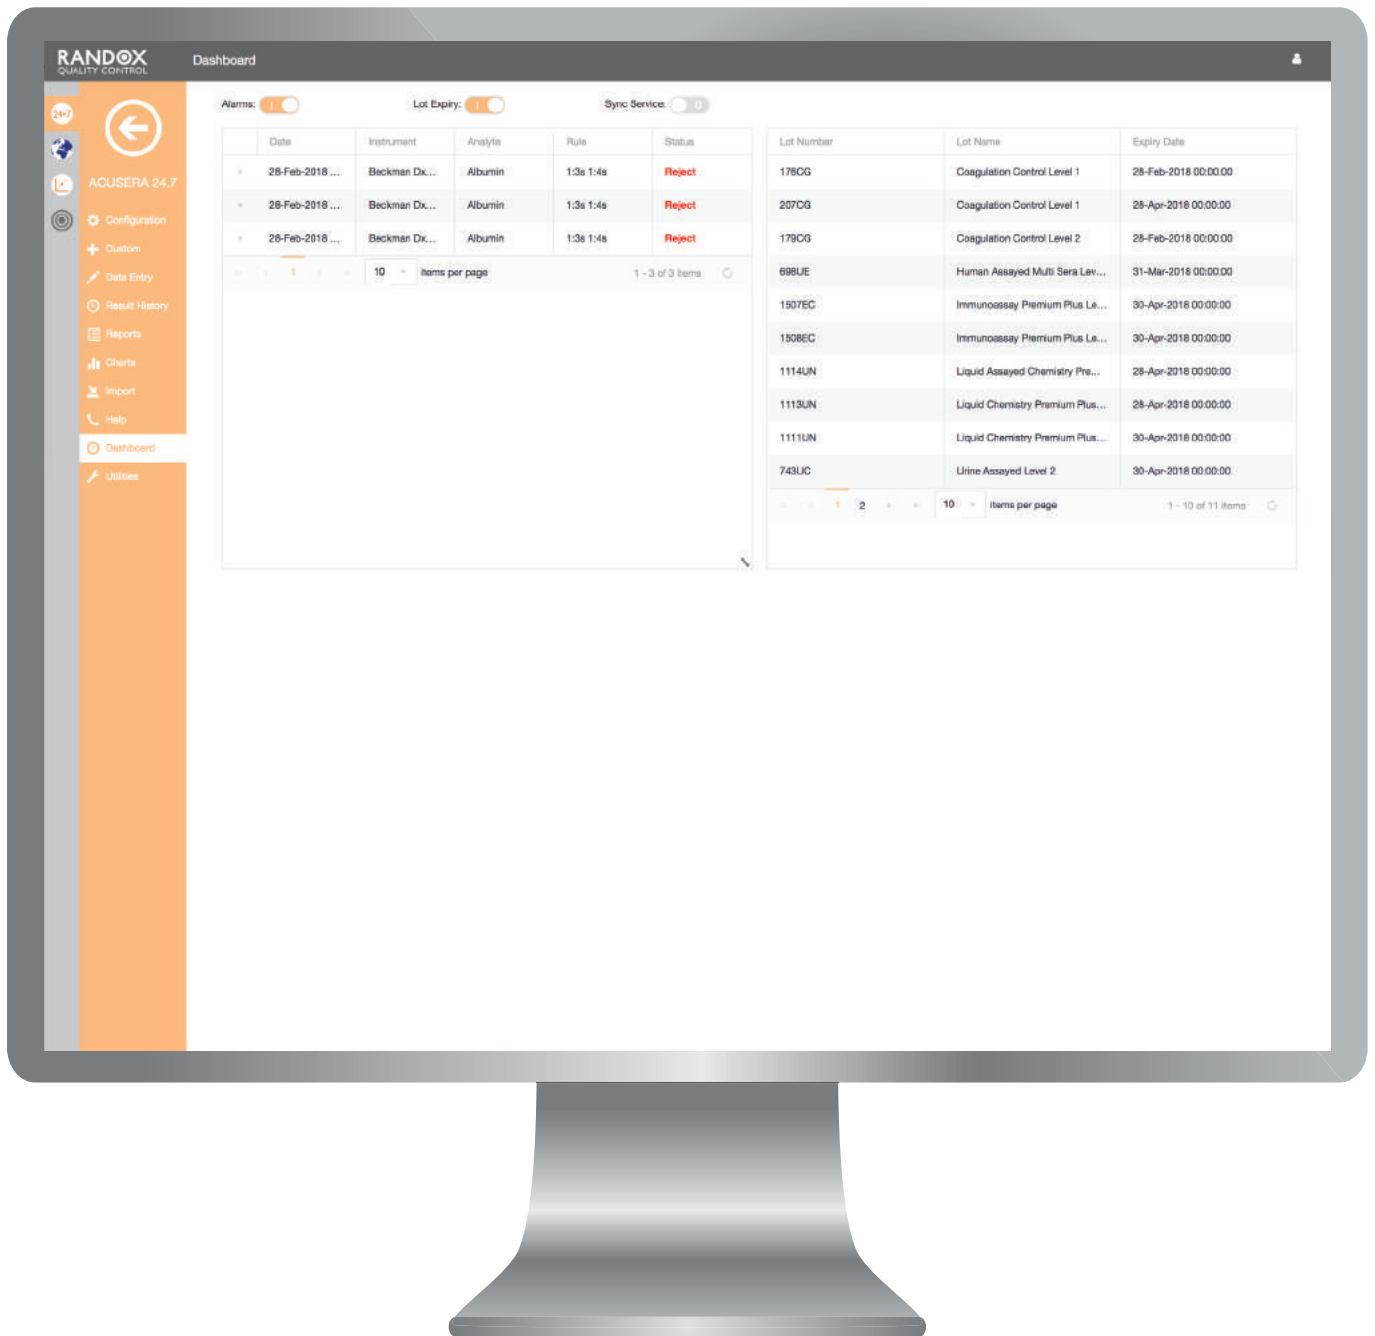 RANDOX
QUALITY CONTROL
Dashboard
24•7
ACUSERA 24.7
Configuration
Custom
Data Entry
Result History
Reports
Charts
Import
Help
Dashboard
Utilities
Alarms: I
Lot Expiry: I
Sync Service: 0
Date Instrument Analyte Rule Status
28-Feb-2018 ... Beckman Dx... Albumin 1:3s 1:4s Reject
28-Feb-2018 ... Beckman Dx... Albumin 1:3s 1:4s Reject
28-Feb-2018 ... Beckman Dx... Albumin 1:3s 1:4s Reject
1 10 items per page 1 - 3 of 3 items
Lot Number Lot Name Expiry Date
178CG Coagulation Control Level 1 28-Feb-2018 00:00:00
207CG Coagulation Control Level 1 28-Apr-2018 00:00:00
179CG Coagulation Control Level 2 28-Feb-2018 00:00:00
698UE Human Assayed Multi Sera Lev... 31-Mar-2018 00:00:00
1507EC Immunoassay Premium Plus Le... 30-Apr-2018 00:00:00
1508EC Immunoassay Premium Plus Le... 30-Apr-2018 00:00:00
1114UN Liquid Assayed Chemistry Pre... 28-Apr-2018 00:00:00
1113UN Liquid Chemistry Premium Plus... 28-Apr-2018 00:00:00
1111UN Liquid Chemistry Premium Plus... 30-Apr-2018 00:00:00
743UC Urine Assayed Level 2 30-Apr-2018 00:00:00
1 2 10 items per page 1 - 10 of 11 items